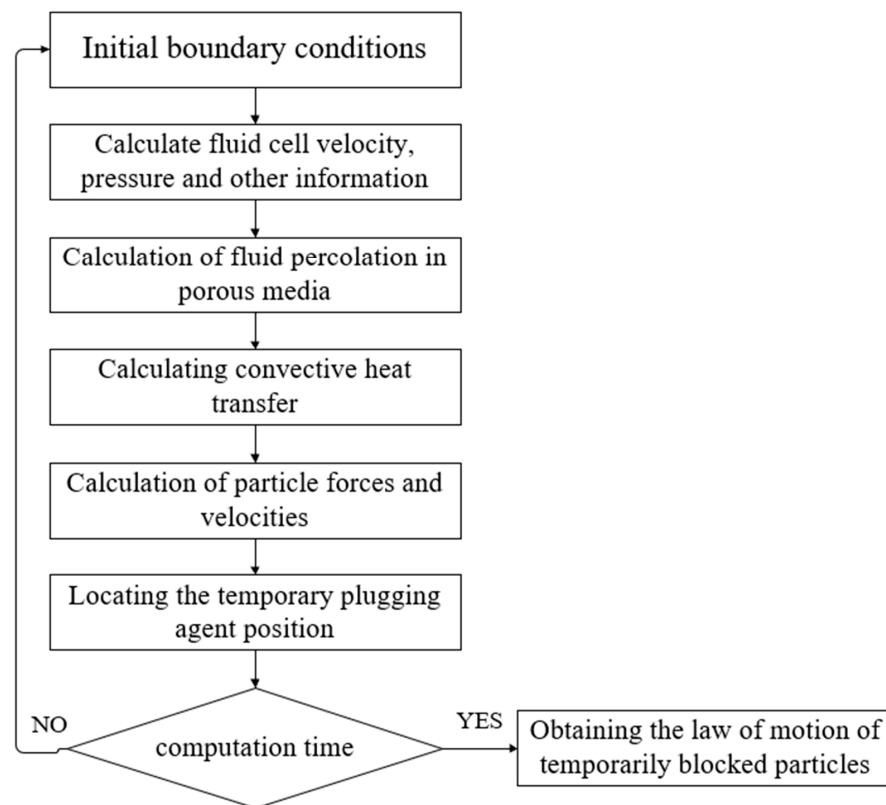 Initial boundary conditions
Calculate fluid cell velocity,
pressure and other information
Calculation of fluid percolation in
porous media
Calculating convective heat
transfer
Calculation of particle forces and
velocities
Locating the temporary plugging
agent position
NO
computation time
YES
Obtaining the law of motion of
temporarily blocked particles